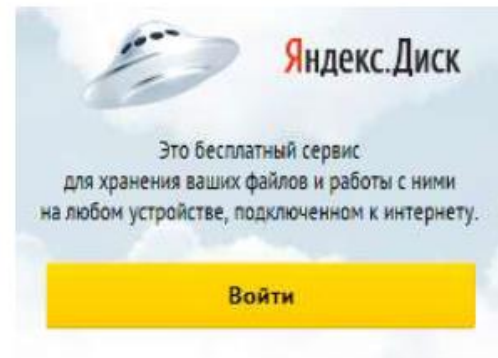 Яндекс.Диск
Это бесплатный сервис
для хранения ваших файлов и работы с ними
на любом устройстве, подключенном к интернету.
Войти